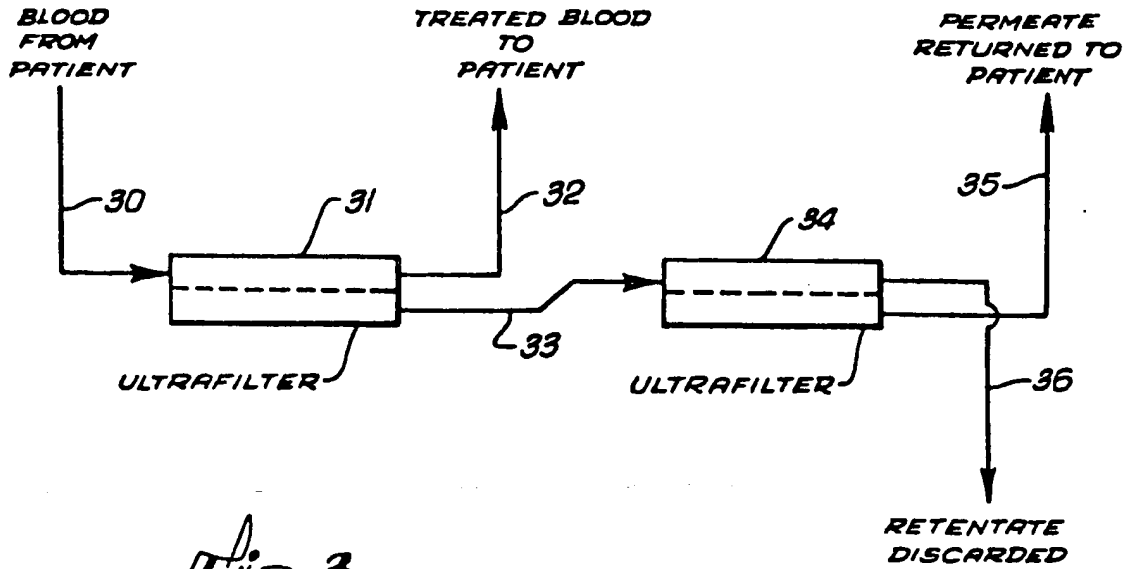 BLOOD
FROM
PATIENT
TREATED BLOOD
TO
PATIENT
PERMEATE
RETURNED TO
PATIENT
30
31
32
33
34
35
36
ULTRAFILTER
ULTRAFILTER
RETENTATE
DISCARDED